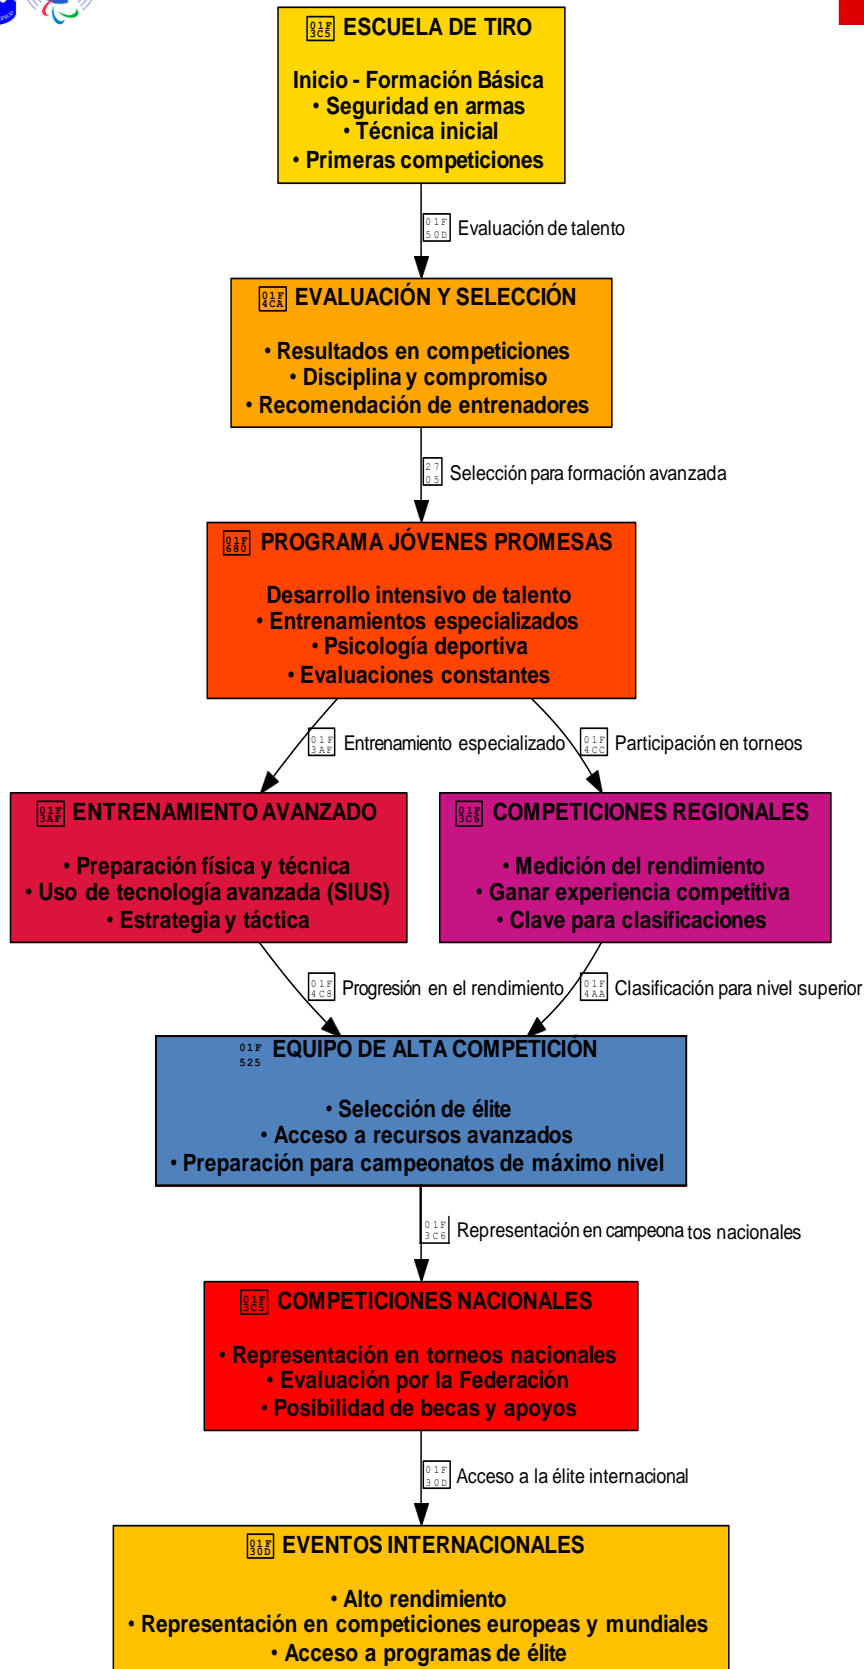 ESCUELA DE TIRO
Inicio - Formación Básica
• Seguridad en armas
• Técnica inicial
• Primeras competiciones
Evaluación de talento
EVALUACIÓN Y SELECCIÓN
• Resultados en competiciones
• Disciplina y compromiso
• Recomendación de entrenadores
Selección para formación avanzada
PROGRAMA JÓVENES PROMESAS
Desarrollo intensivo de talento
• Entrenamientos especializados
• Psicología deportiva
• Evaluaciones constantes
Entrenamiento especializado
Participación en torneos
ENTRENAMIENTO AVANZADO
• Preparación física y técnica
• Uso de tecnología avanzada (SIUS)
• Estrategia y táctica
COMPETICIONES REGIONALES
• Medición del rendimiento
• Ganar experiencia competitiva
• Clave para clasificaciones
Progresión en el rendimiento
Clasificación para nivel superior
EQUIPO DE ALTA COMPETICIÓN
• Selección de élite
• Acceso a recursos avanzados
• Preparación para campeonatos de máximo nivel
Representación en campeona tos nacionales
COMPETICIONES NACIONALES
• Representación en torneos nacionales
• Evaluación por la Federación
• Posibilidad de becas y apoyos
Acceso a la élite internacional
EVENTOS INTERNACIONALES
• Alto rendimiento
• Representación en competiciones europeas y mundiales
• Acceso a programas de élite